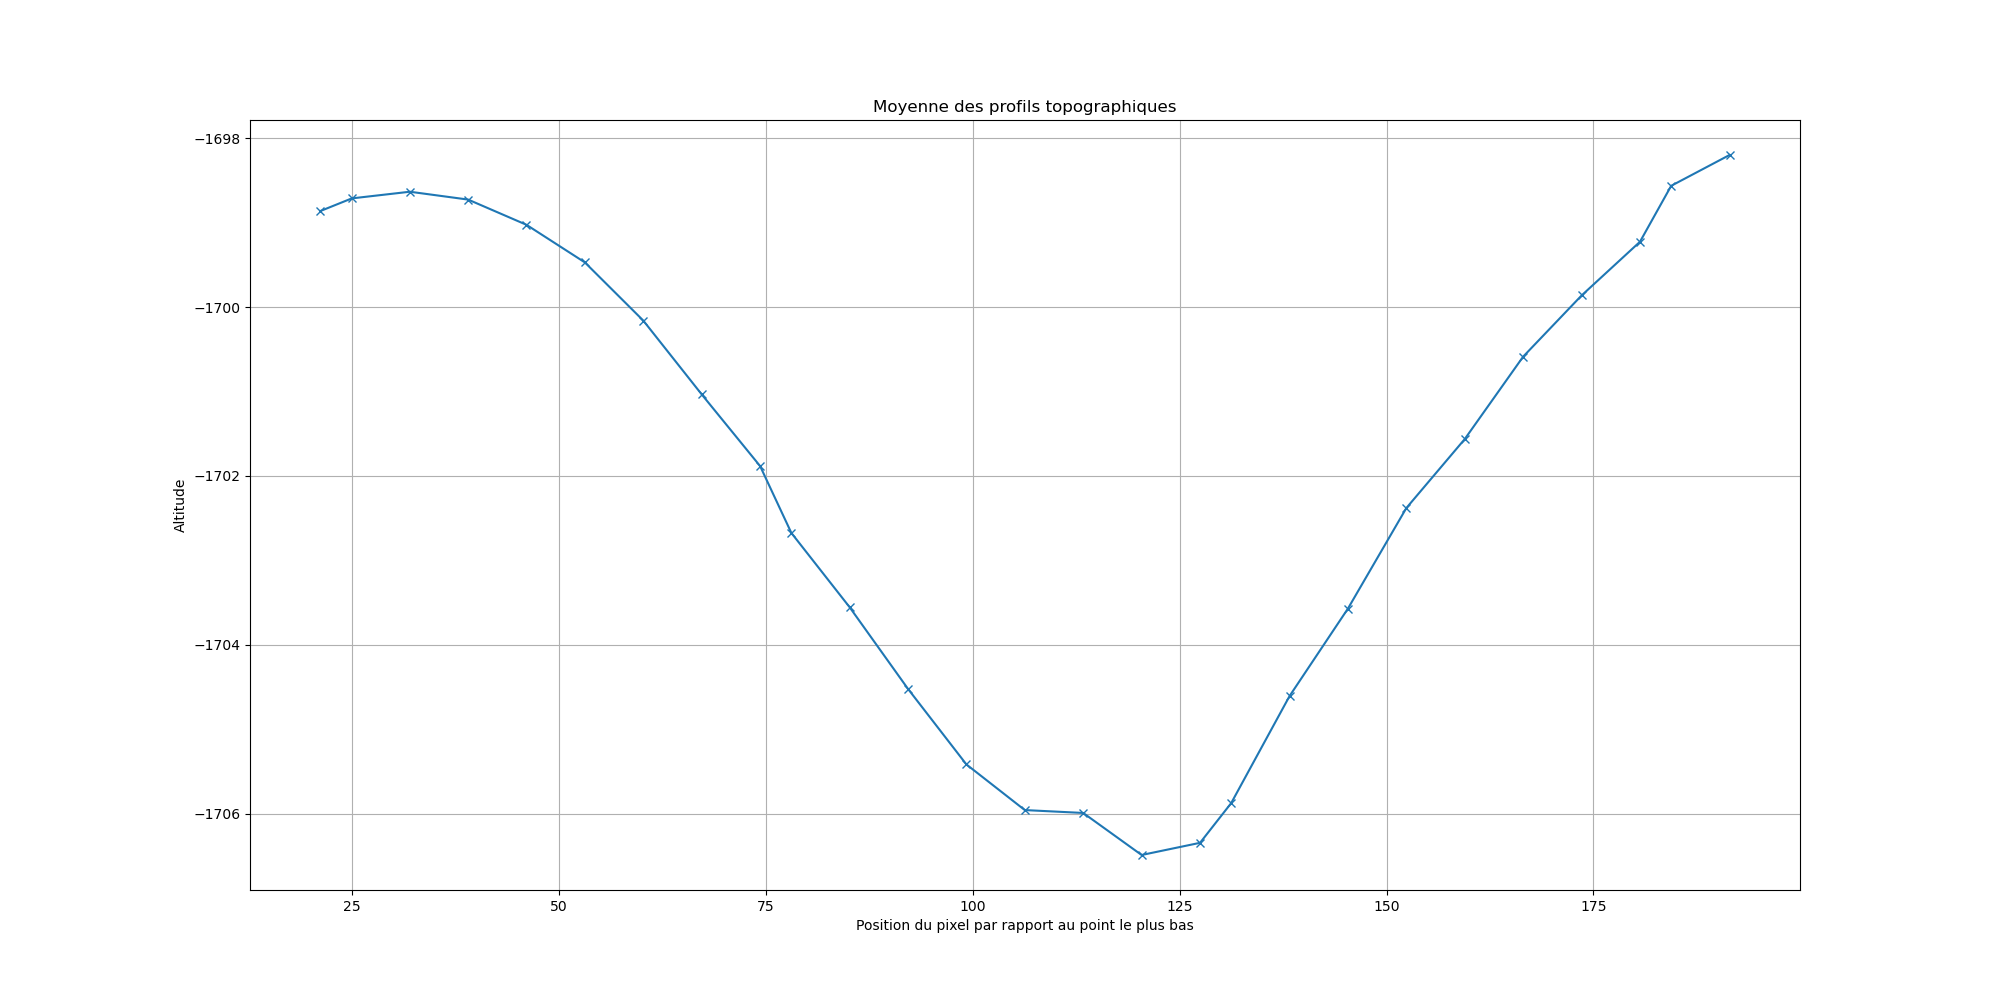 Moyenne des profils topographiques
−1698
−1700
−1702
−1704
−1706
Altitude
25 50 75 100 125 150 175
Position du pixel par rapport au point le plus bas